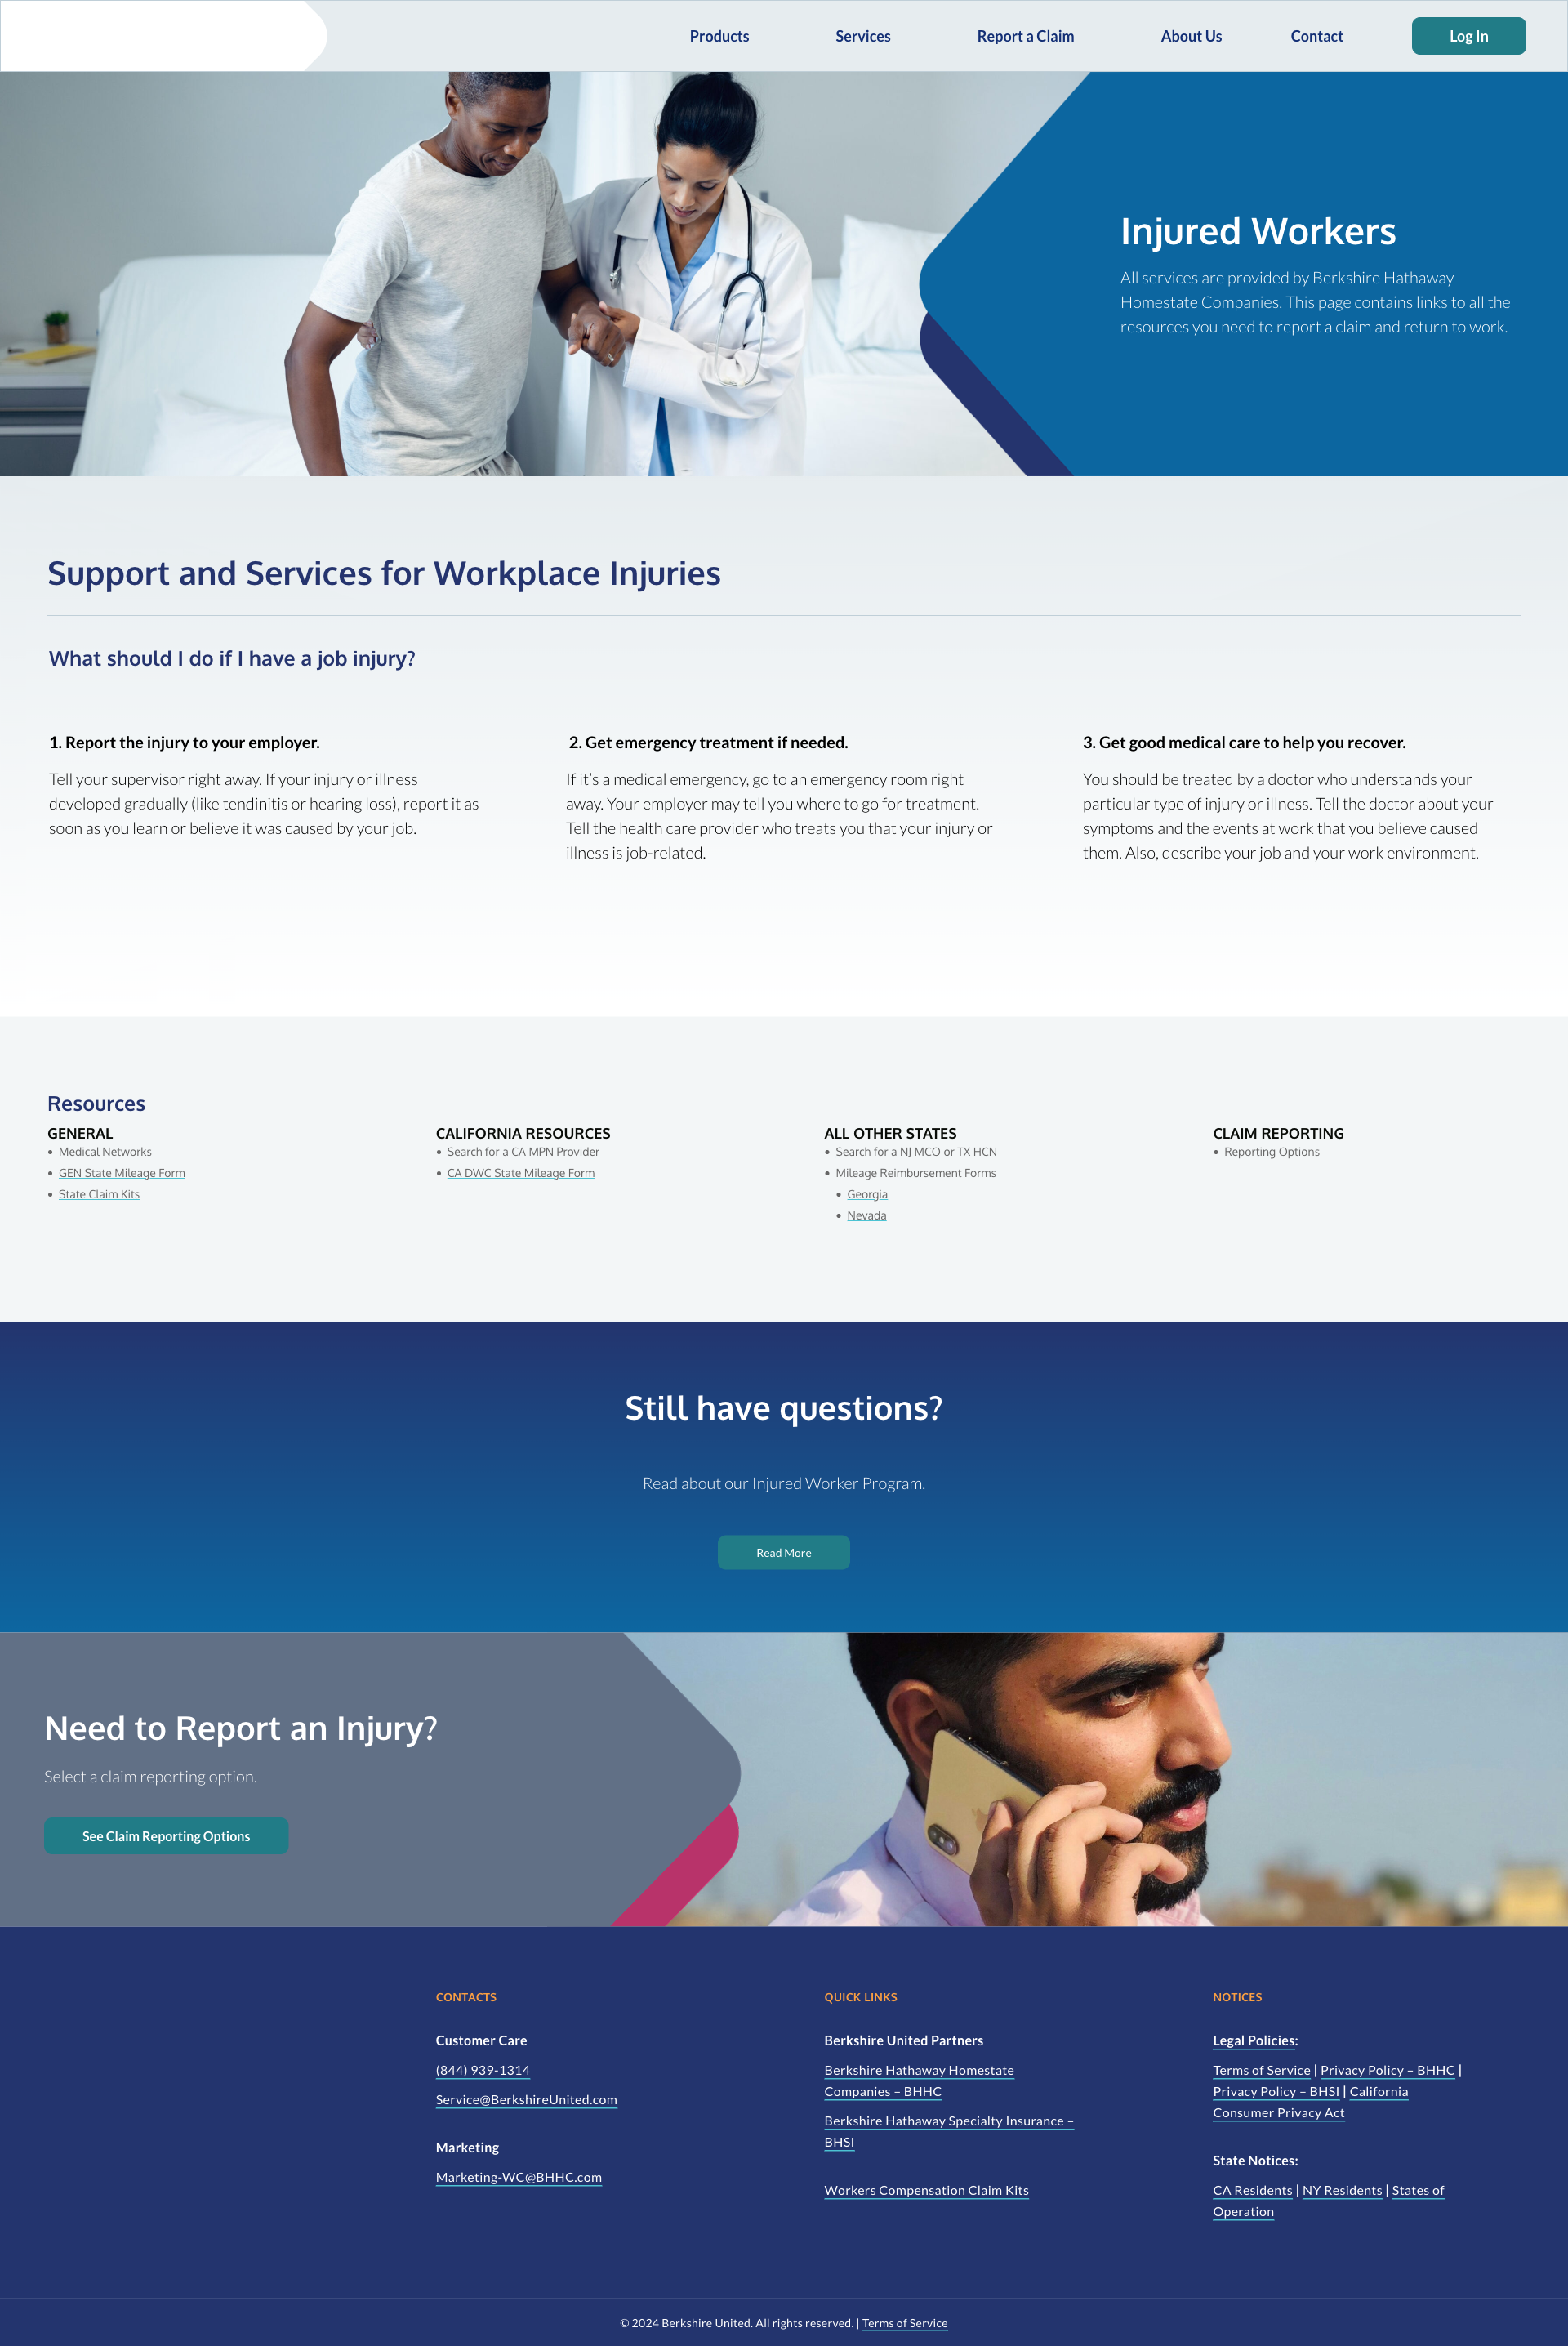 Products
Services
Report a Claim
About Us
Contact
Log In
Injured Workers
All services are provided by Berkshire Hathaway
Homestate Companies. This page contains links to all the
resources you need to report a claim and return to work.
Support and Services for Workplace Injuries
What should I do if I have a job injury?
1. Report the injury to your employer.
Tell your supervisor right away. If your injury or illness
developed gradually (like tendinitis or hearing loss), report it as
soon as you learn or believe it was caused by your job.
2. Get emergency treatment if needed.
If it’s a medical emergency, go to an emergency room right
away. Your employer may tell you where to go for treatment.
Tell the health care provider who treats you that your injury or
illness is job-related.
3. Get good medical care to help you recover.
You should be treated by a doctor who understands your
particular type of injury or illness. Tell the doctor about your
symptoms and the events at work that you believe caused
them. Also, describe your job and your work environment.
Resources
GENERAL
• Medical Networks
• GEN State Mileage Form
• State Claim Kits
CALIFORNIA RESOURCES
• Search for a CA MPN Provider
• CA DWC State Mileage Form
ALL OTHER STATES
• Search for a NJ MCO or TX HCN
• Mileage Reimbursement Forms
• Georgia
• Nevada
CLAIM REPORTING
• Reporting Options
Still have questions?
Read about our Injured Worker Program.
Read More
Need to Report an Injury?
Select a claim reporting option.
See Claim Reporting Options
CONTACTS
Customer Care
(844) 939-1314
Service@BerkshireUnited.com
Marketing
Marketing-WC@BHHC.com
QUICK LINKS
Berkshire United Partners
Berkshire Hathaway Homestate
Companies – BHHC
Berkshire Hathaway Specialty Insurance –
BHSI
Workers Compensation Claim Kits
NOTICES
Legal Policies:
Terms of Service | Privacy Policy – BHHC |
Privacy Policy – BHSI | California
Consumer Privacy Act
State Notices:
CA Residents | NY Residents | States of
Operation
© 2024 Berkshire United. All rights reserved. | Terms of Service